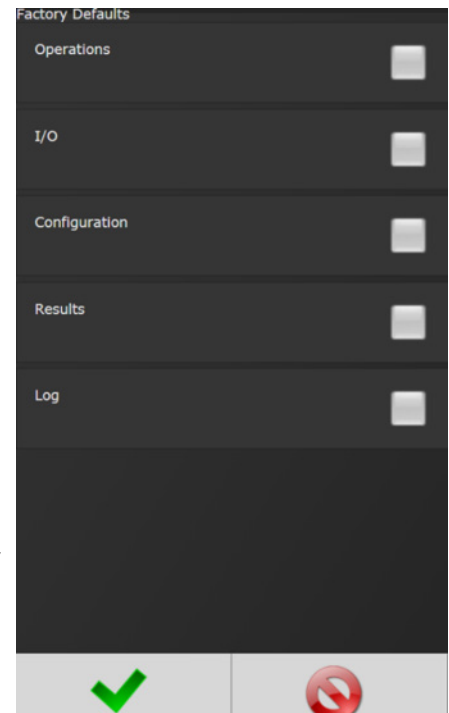 Factory Defaults
Operations
I/O
Configuration
Results
Log